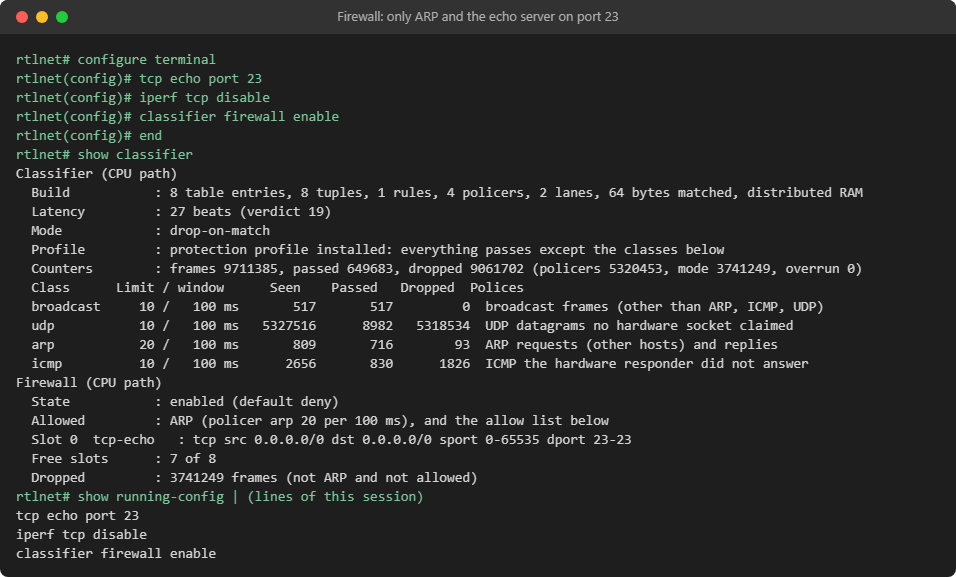 Firewall: only ARP and the echo server on port 23
rtlnet# configure terminal
rtlnet(config)# tcp echo port 23
rtlnet(config)# iperf tcp disable
rtlnet(config)# classifier firewall enable
rtlnet(config)# end
rtlnet# show classifier
Classifier (CPU path)
  Build           : 8 table entries, 8 tuples, 1 rules, 4 policers, 2 lanes, 64 bytes matched, distributed RAM
  Latency         : 27 beats (verdict 19)
  Mode            : drop-on-match
  Profile         : protection profile installed: everything passes except the classes below
  Counters        : frames 9711385, passed 649683, dropped 9061702 (policers 5320453, mode 3741249, overrun 0)
  Class      Limit / window      Seen    Passed   Dropped  Polices
  broadcast     10 /   100 ms       517       517         0  broadcast frames (other than ARP, ICMP, UDP)
  udp           10 /   100 ms   5327516      8982   5318534  UDP datagrams no hardware socket claimed
  arp           20 /   100 ms       809       716        93  ARP requests (other hosts) and replies
  icmp          10 /   100 ms      2656       830      1826  ICMP the hardware responder did not answer
Firewall (CPU path)
  State           : enabled (default deny)
  Allowed         : ARP (policer arp 20 per 100 ms), and the allow list below
  Slot 0  tcp-echo   : tcp src 0.0.0.0/0 dst 0.0.0.0/0 sport 0-65535 dport 23-23
  Free slots      : 7 of 8
  Dropped         : 3741249 frames (not ARP and not allowed)
rtlnet# show running-config | (lines of this session)
tcp echo port 23
iperf tcp disable
classifier firewall enable